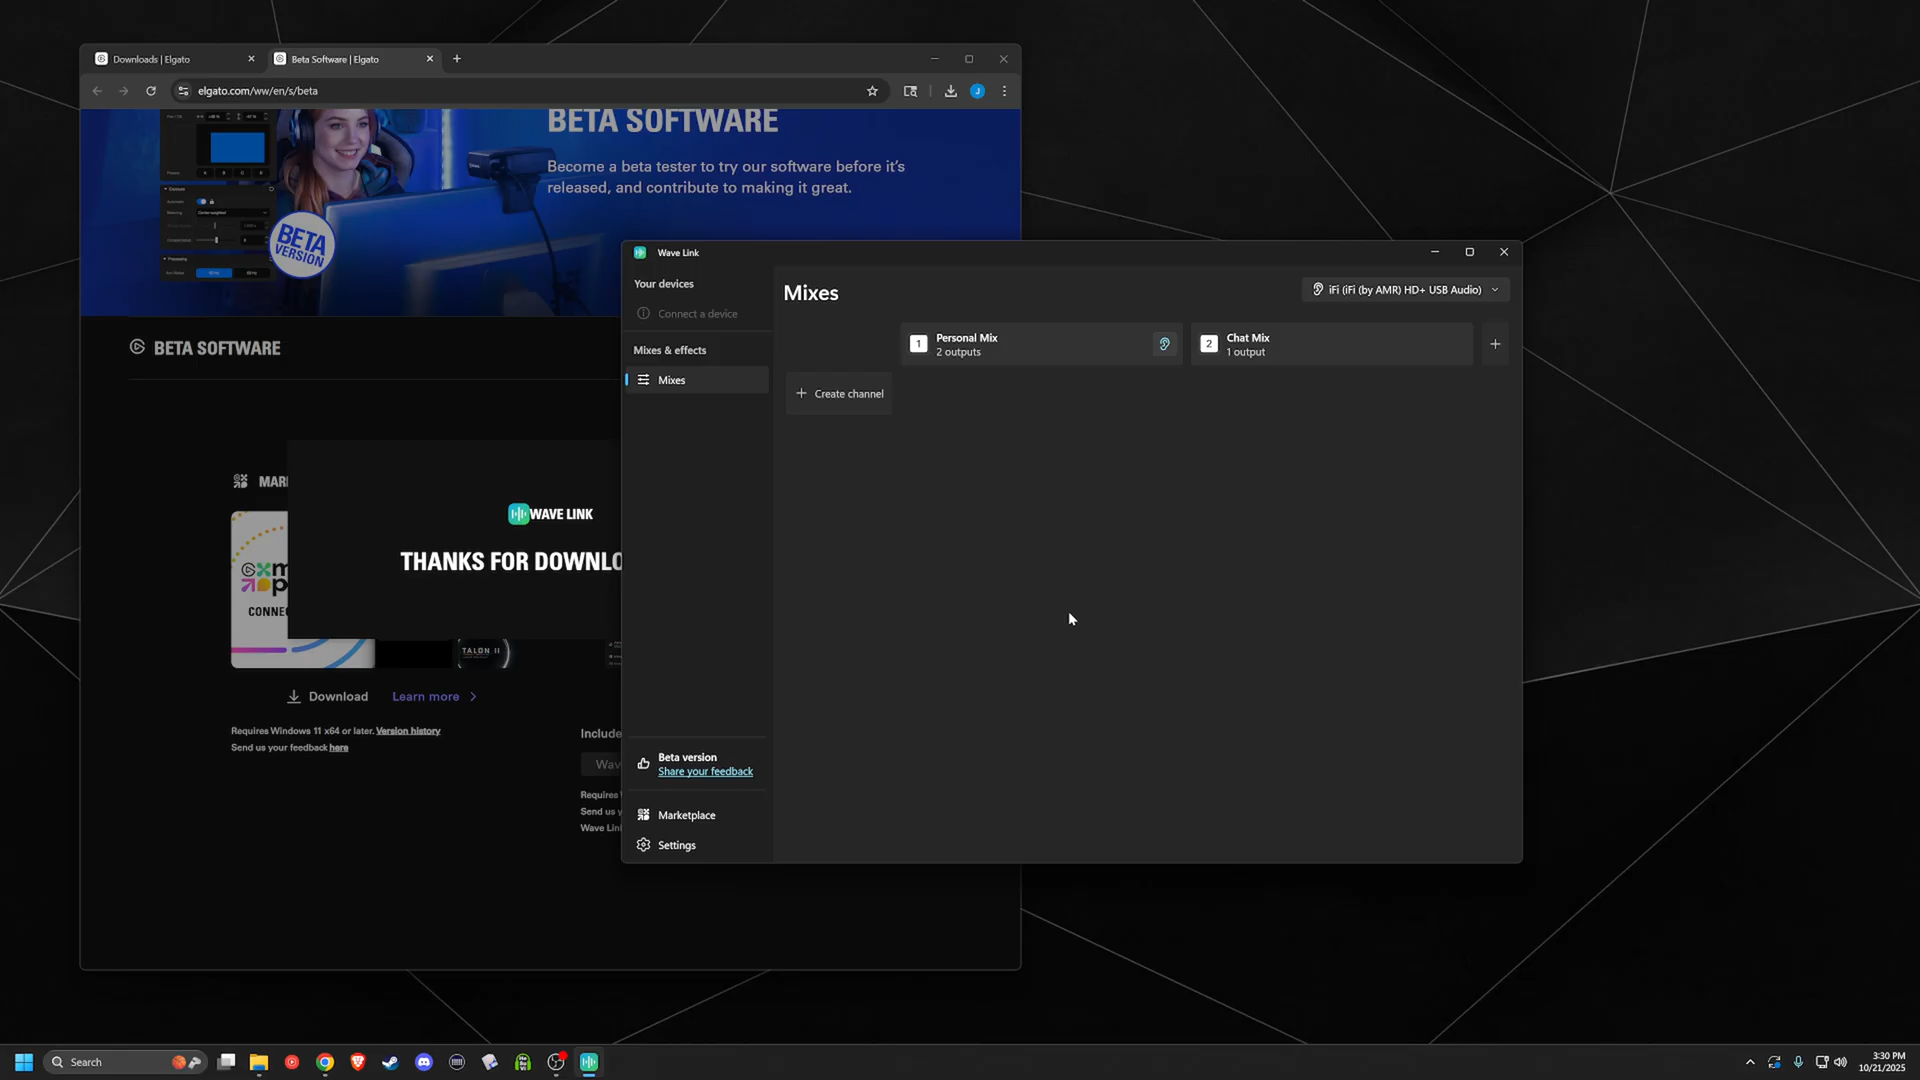 Downloads | Elgato
Beta Software | Elgato
elgato.com/ww/en/s/beta
J
BETA SOFTWARE
Become a beta tester to try our software before it's
released, and contribute to making it great.
BETA
VERSION
BETA SOFTWARE
MAR
CONNEC
WAVE LINK
THANKS FOR DOWNLO
TALON II
Download
Learn more
Requires Windows 11 x64 or later. Version history
Send us your feedback here
Include
Wav
Requires
Send us y
Wave Lin
Wave Link
Your devices
Connect a device
Mixes & effects
Mixes
Beta version
Share your feedback
Marketplace
Settings
Mixes
iFi (iFi (by AMR) HD+ USB Audio)
1
Personal Mix
2 outputs
2
Chat Mix
1 output
Create channel
Search
3:30 PM
10/21/2025